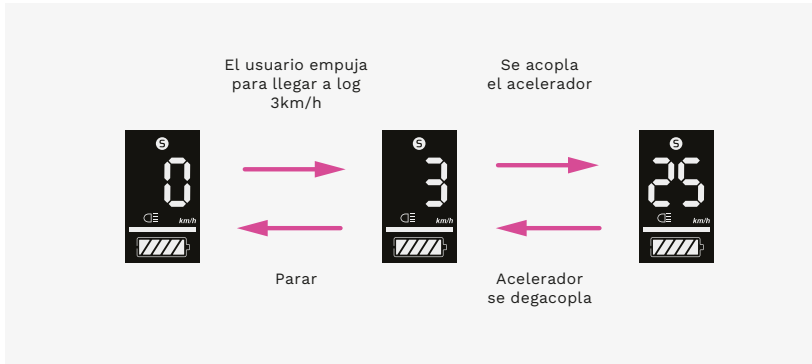 El usuario empuja
para llegar a log
3km/h
Se acopla
el acelerador
S
0
km/h
S
3
km/h
S
25
km/h
Parar
Acelerador
se degacopla